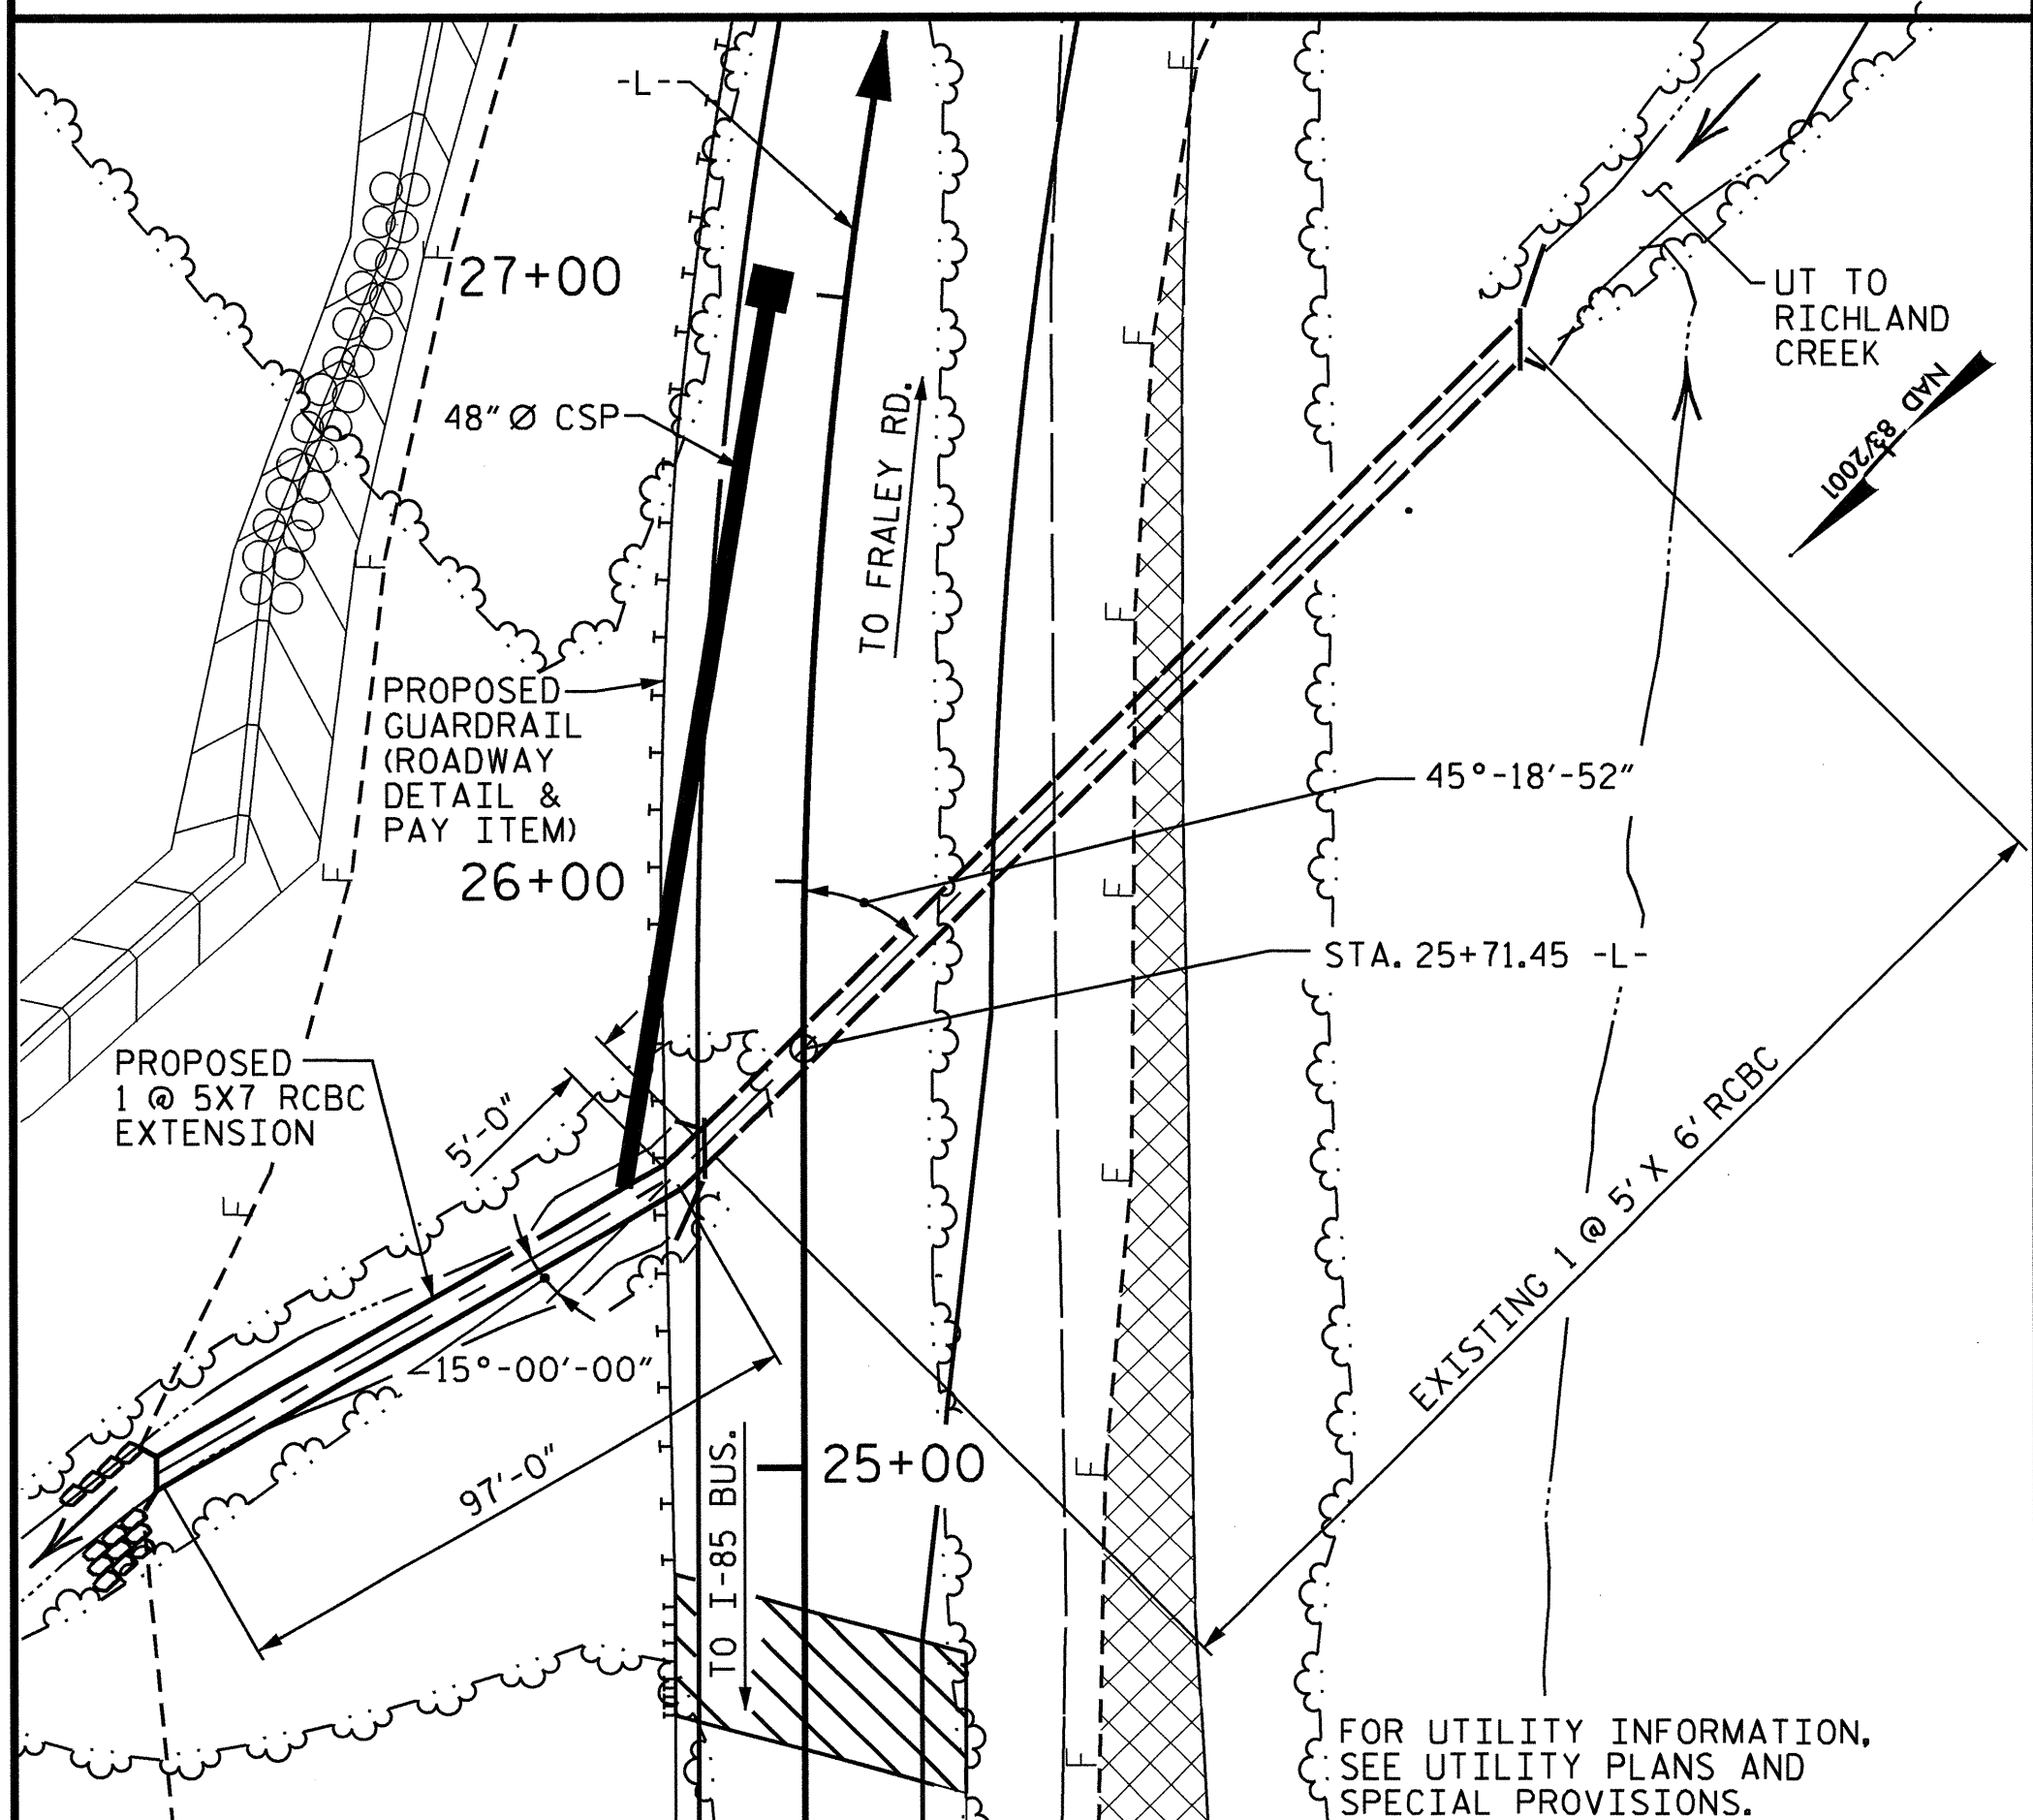 -L-
27+00
UT TO
RICHLAND
CREEK
NAD 83/2001
48" Ø CSP
TO FRALEY RD.
PROPOSED
GUARDRAIL
(ROADWAY
DETAIL &
PAY ITEM)
45°-18'-52"
26+00
STA. 25+71.45 -L-
PROPOSED
1 @ 5X7 RCBC
EXTENSION
5'-0"
EXISTING 1 @ 5' X 6' RCBC
15°-00'-00"
97'-0"
25+00
TO I-85 BUS.
FOR UTILITY INFORMATION,
SEE UTILITY PLANS AND
SPECIAL PROVISIONS.
F
F
F
F
F
F
F
F
F
F
F
F